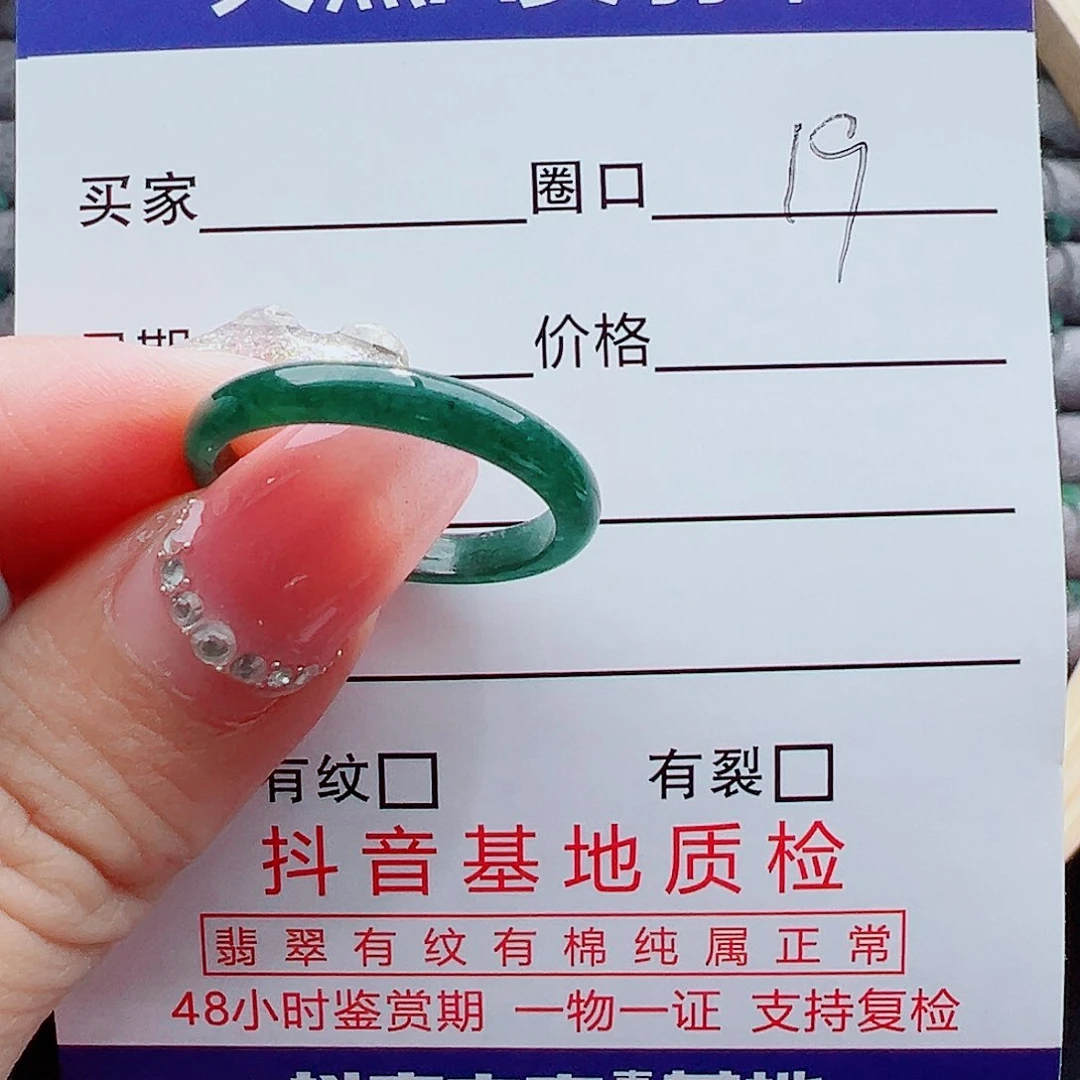 买家 圈口 19
日期 价格
有纹□ 有裂□
抖音基地质检
翡翠有纹有棉纯属正常
48小时鉴赏期 一物一证 支持复检